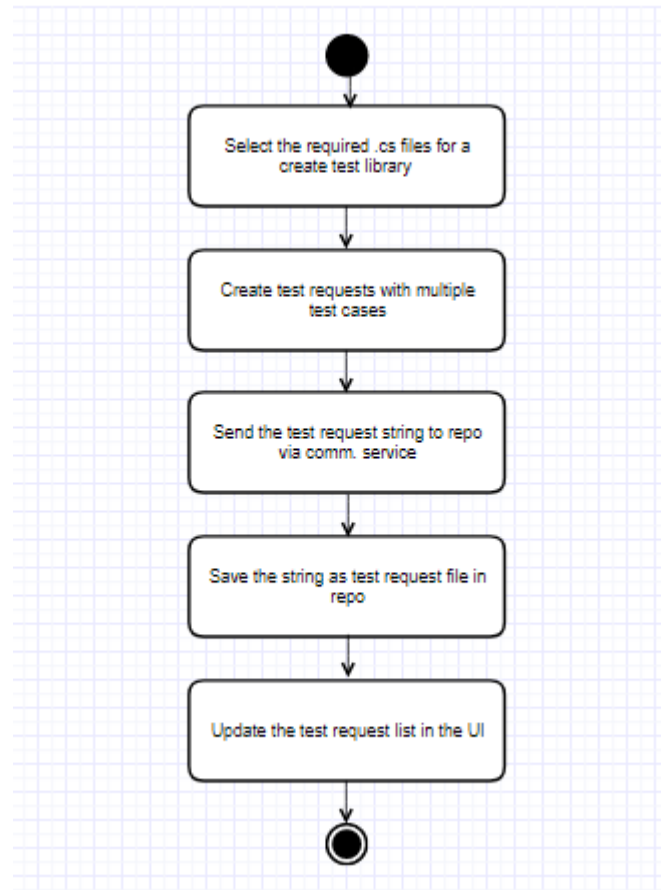 Select the required .cs files for a
create test library
Create test requests with multiple
test cases
Send the test request string to repo
via comm. service
Save the string as test request file in
repo
Update the test request list in the UI